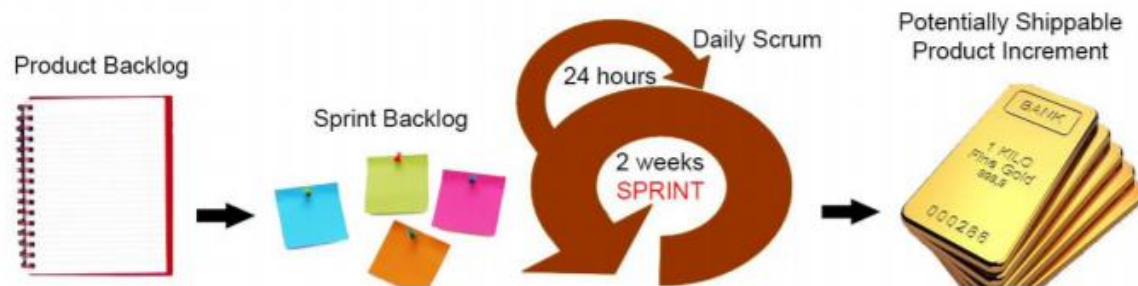 Product Backlog
Sprint Backlog
24 hours
Daily Scrum
2 weeks
SPRINT
Potentially Shippable
Product Increment
BANK
1 KILO
Fine Gold
999,9
000266